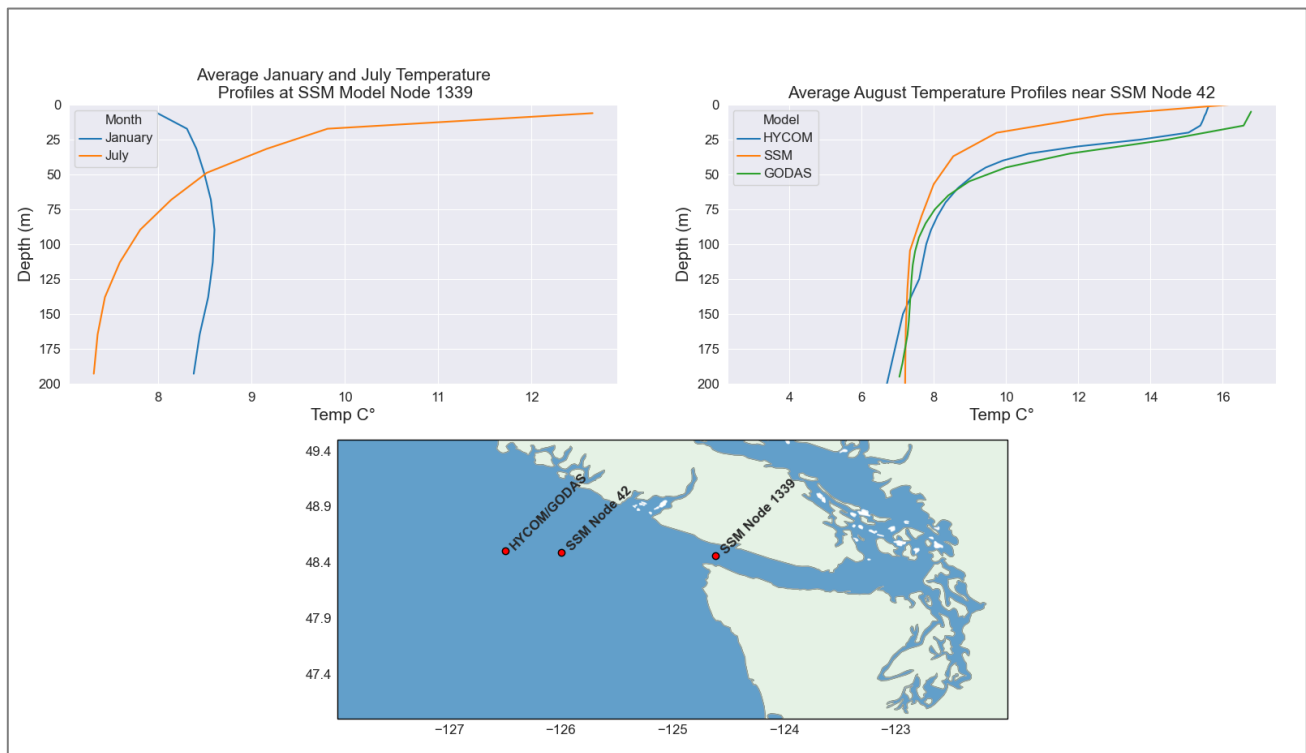 Average January and July Temperature
Profiles at SSM Model Node 1339
Month
January
July
0
25
50
75
100
125
150
175
200
Depth (m)
8
9
10
11
12
Temp C°
Average August Temperature Profiles near SSM Node 42
Model
HYCOM
SSM
GODAS
0
25
50
75
100
125
150
175
200
Depth (m)
4
6
8
10
12
14
16
Temp C°
49.4
48.9
48.4
47.9
47.4
HYCOM/GODAS
SSM Node 42
SSM Node 1339
−127
−126
−125
−124
−123